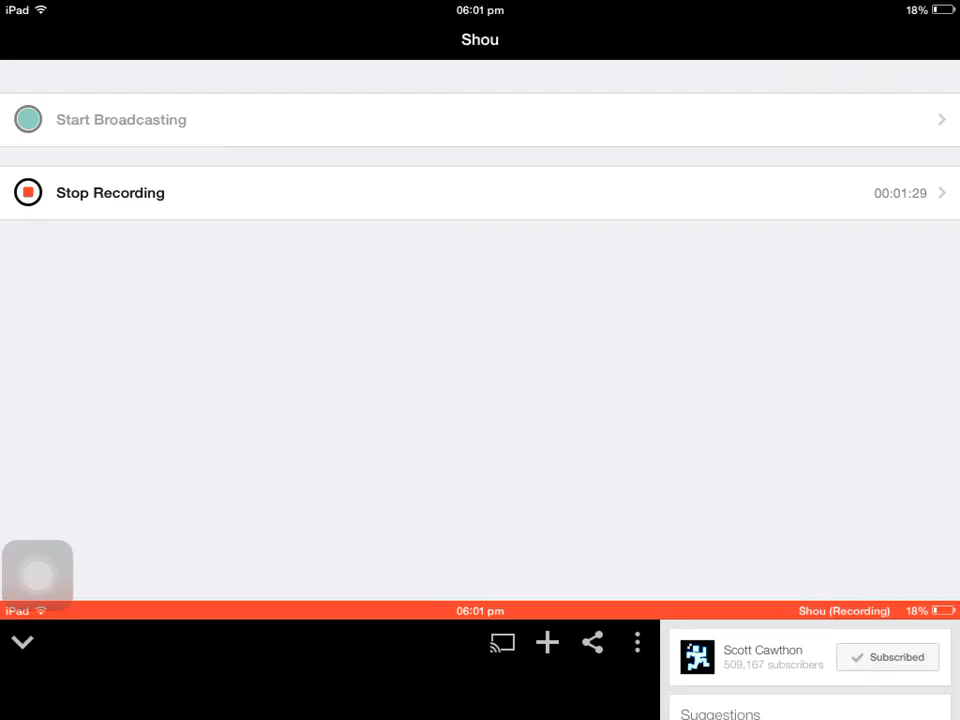 iPad 06:01 pm 18%
Shou
Start Broadcasting
Stop Recording 00:01:29
iPad 06:01 pm Shou (Recording) 18%
Scott Cawthon
509,167 subscribers
Subscribed
Suggestions